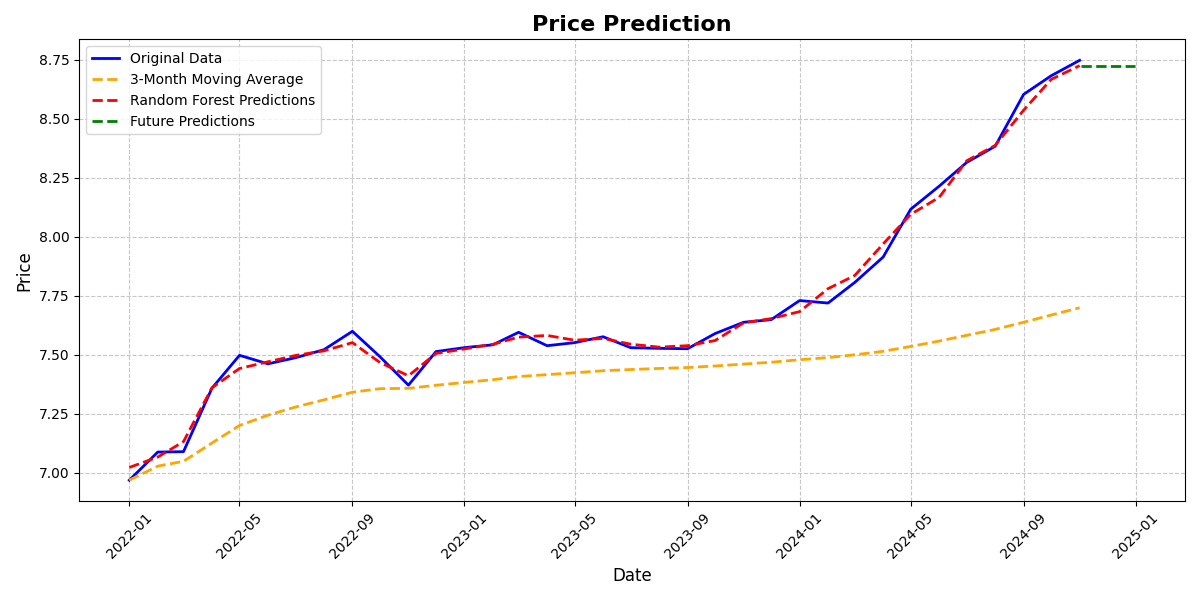 Price Prediction
Original Data
3-Month Moving Average
Random Forest Predictions
Future Predictions
8.75
8.50
8.25
8.00
7.75
7.50
7.25
7.00
Price
2022-01
2022-05
2022-09
2023-01
2023-05
2023-09
2024-01
2024-05
2024-09
2025-01
Date